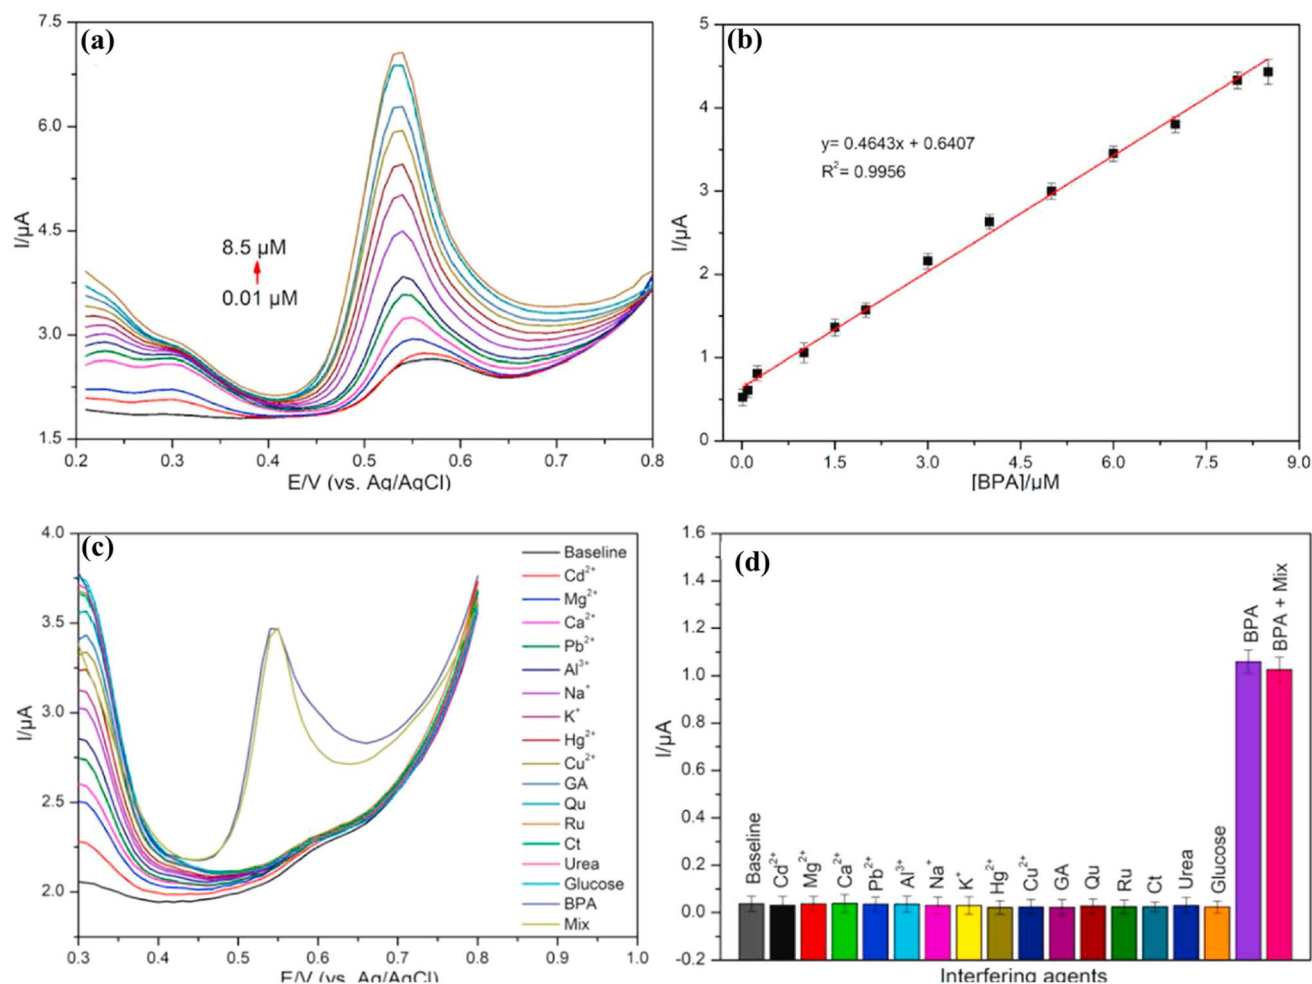 (a)
7.5
6.0
4.5
3.0
1.5
I/µA
8.5 µM
0.01 µM
0.2 0.3 0.4 0.5 0.6 0.7 0.8
E/V (vs. Ag/AgCl)
(b)
5
4
3
2
1
0
I/µA
y= 0.4643x + 0.6407
R²= 0.9956
0.0 1.5 3.0 4.5 6.0 7.5 9.0
[BPA]/µM
(c)
4.0
3.5
3.0
2.5
2.0
I/µA
Baseline
Cd²⁺
Mg²⁺
Ca²⁺
Pb²⁺
Al³⁺
Na⁺
K⁺
Hg²⁺
Cu²⁺
GA
Qu
Ru
Ct
Urea
Glucose
BPA
Mix
0.3 0.4 0.5 0.6 0.7 0.8 0.9 1.0
E/V (vs. Ag/AgCl)
(d)
1.6
1.4
1.2
1.0
0.8
0.6
0.4
0.2
0.0
-0.2
I/µA
Baseline
Cd²⁺
Mg²⁺
Ca²⁺
Pb²⁺
Al³⁺
Na⁺
K⁺
Hg²⁺
Cu²⁺
GA
Qu
Ru
Ct
Urea
Glucose
BPA
BPA + Mix
Interfering agents